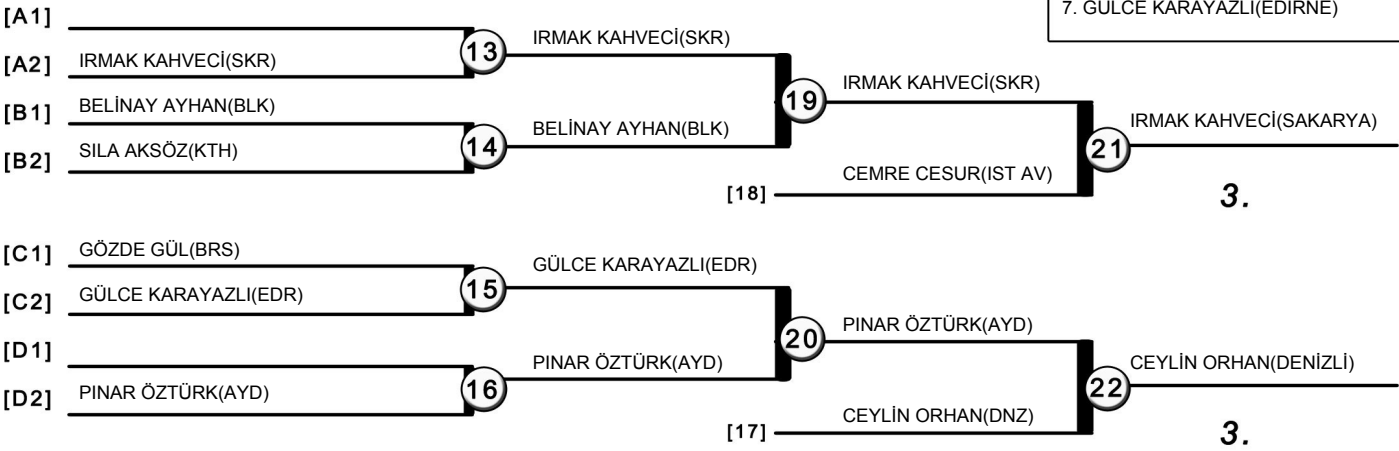 7. GÜLCE KARAYAZLI(EDİRNE)
[A1]
IRMAK KAHVECİ(SKR)
13
[A2] IRMAK KAHVECİ(SKR)
IRMAK KAHVECİ(SKR)
19
[B1] BELİNAY AYHAN(BLK)
IRMAK KAHVECİ(SAKARYA)
BELİNAY AYHAN(BLK)
14
21
[B2] SILA AKSÖZ(KTH)
CEMRE CESUR(IST AV)
[18]
3.
[C1] GÖZDE GÜL(BRS)
GÜLCE KARAYAZLI(EDR)
15
[C2] GÜLCE KARAYAZLI(EDR)
PINAR ÖZTÜRK(AYD)
20
[D1]
PINAR ÖZTÜRK(AYD)
CEYLİN ORHAN(DENİZLİ)
16
22
[D2] PINAR ÖZTÜRK(AYD)
CEYLİN ORHAN(DNZ)
[17]
3.